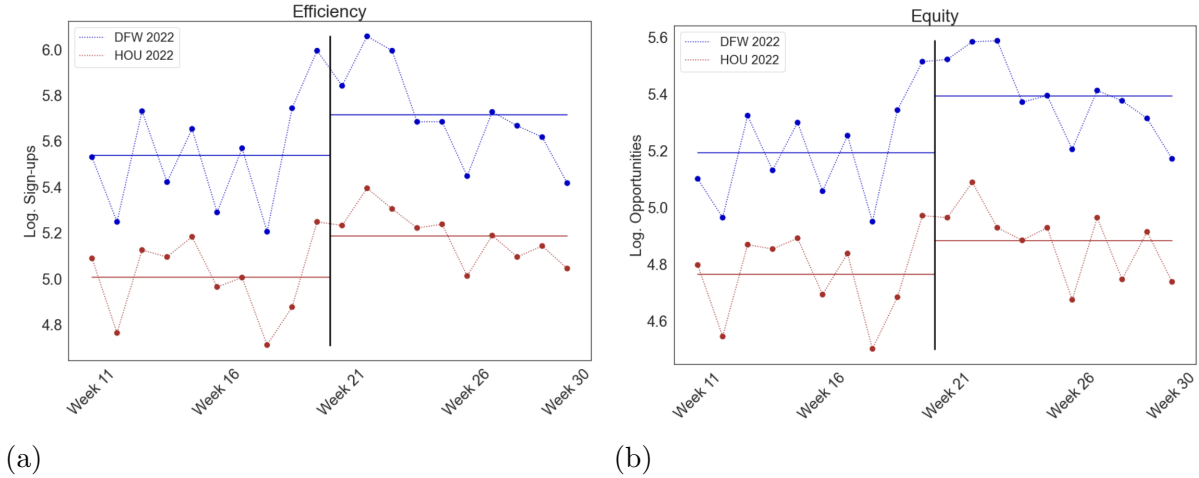 Efficiency
DFW 2022
HOU 2022
Log. Sign-ups
6.0
5.8
5.6
5.4
5.2
5.0
4.8
Week 11
Week 16
Week 21
Week 26
Week 30
(a)
Equity
DFW 2022
HOU 2022
Log. Opportunities
5.6
5.4
5.2
5.0
4.8
4.6
Week 11
Week 16
Week 21
Week 26
Week 30
(b)